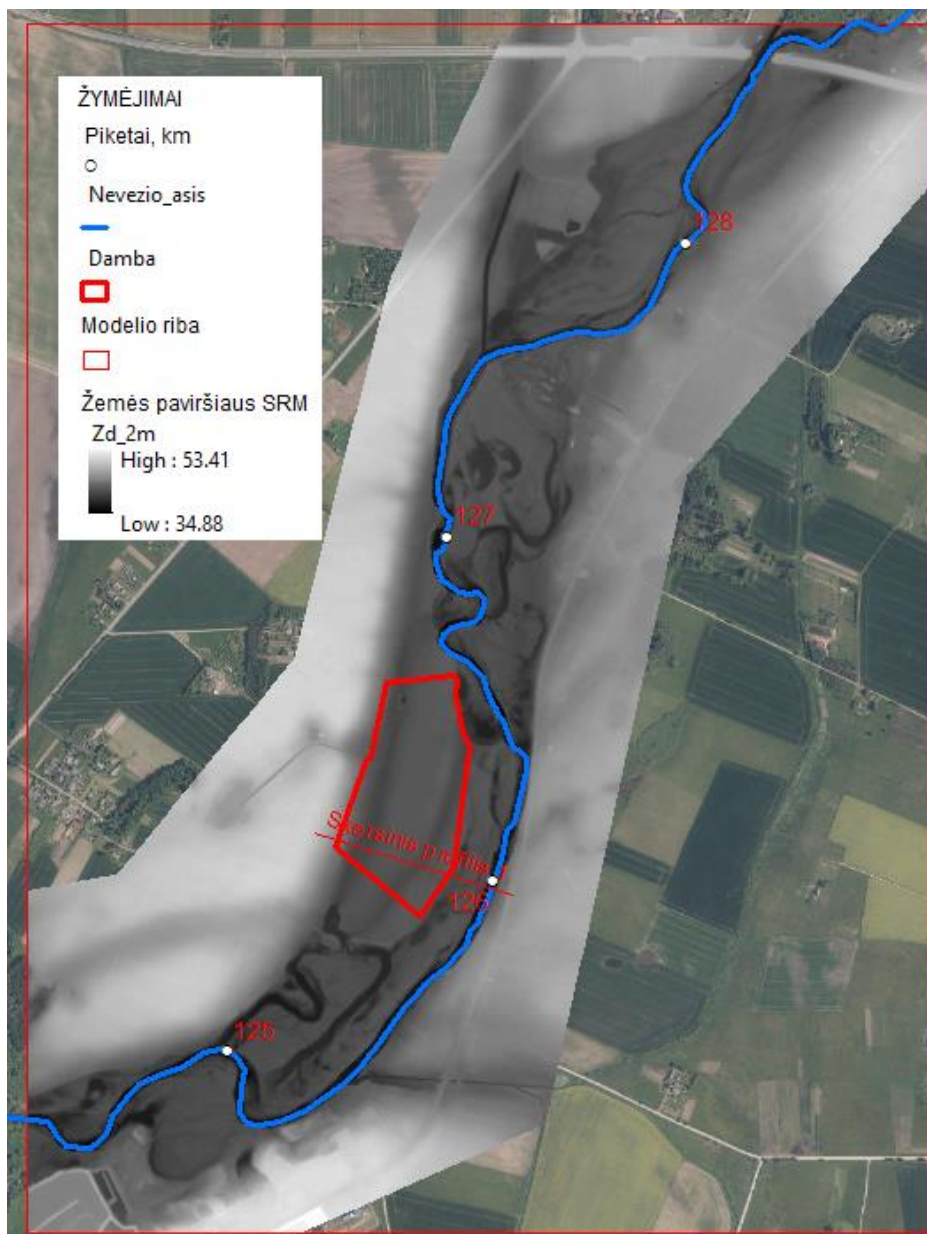 ŽYMĖJIMAI
Piketai, km
Nevezio_asis
Damba
Modelio riba
Žemės paviršiaus SRM
Zd_2m
High : 53.41
Low : 34.88
128
127
126
125